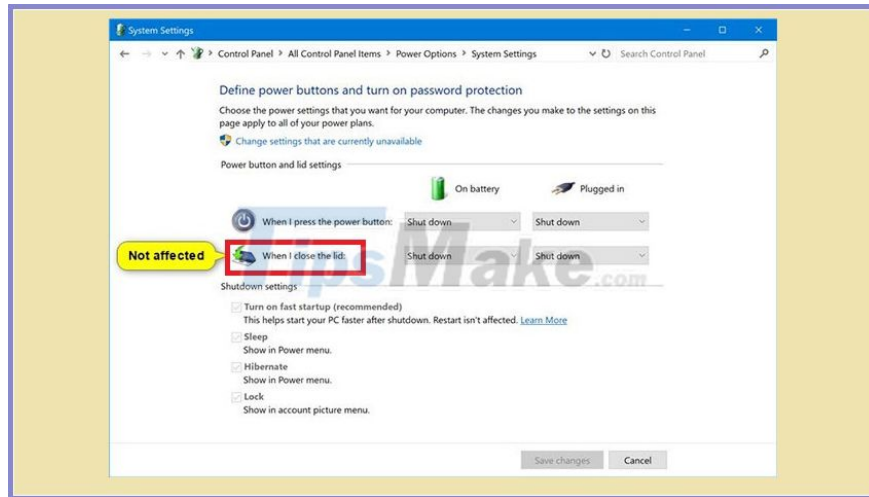 System Settings
Control Panel > All Control Panel Items > Power Options > System Settings
Search Control Panel
Define power buttons and turn on password protection
Choose the power settings that you want for your computer. The changes you make to the settings on this
page apply to all of your power plans.
Change settings that are currently unavailable
Power button and lid settings
On battery Plugged in
When I press the power button: Shut down Shut down
Not affected When I close the lid: Shut down Shut down
TipsMake.com
Shutdown settings
Turn on fast startup (recommended)
This helps start your PC faster after shutdown. Restart isn't affected. Learn More
Sleep
Show in Power menu.
Hibernate
Show in Power menu.
Lock
Show in account picture menu.
Save changes Cancel